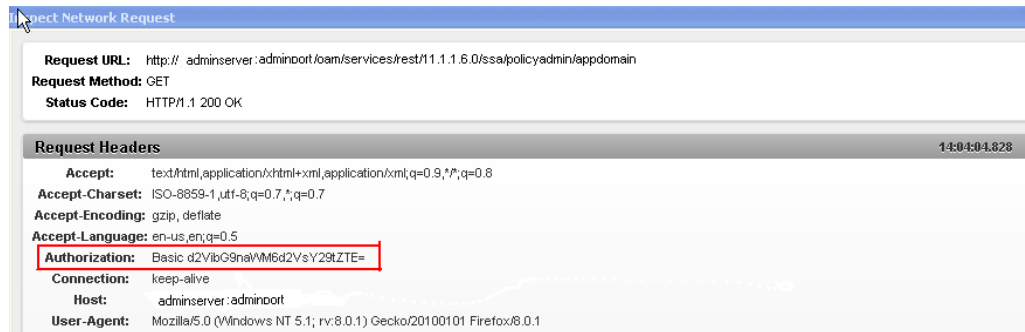 Inspect Network Request
Request URL: http:// adminserver:adminport/oam/services/rest/11.1.1.6.0/ssa/policyadmin/appdomain
Request Method: GET
Status Code: HTTP/1.1 200 OK
Request Headers 14:04:04.828
Accept: text/html,application/xhtml+xml,application/xml;q=0.9,*/*;q=0.8
Accept-Charset: ISO-8859-1,utf-8;q=0.7,*;q=0.7
Accept-Encoding: gzip, deflate
Accept-Language: en-us,en;q=0.5
Authorization: Basic d2VibG9naWM6d2VsY29tZTE=
Connection: keep-alive
Host: adminserver:adminport
User-Agent: Mozilla/5.0 (Windows NT 5.1; rv:8.0.1) Gecko/20100101 Firefox/8.0.1